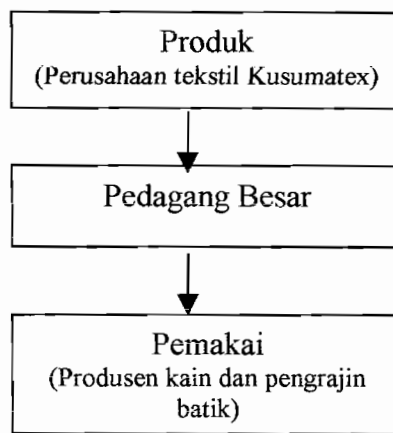 Produk
(Perusahaan tekstil Kusumatex)
Pedagang Besar
Pemakai
(Produsen kain dan pengrajin
batik)